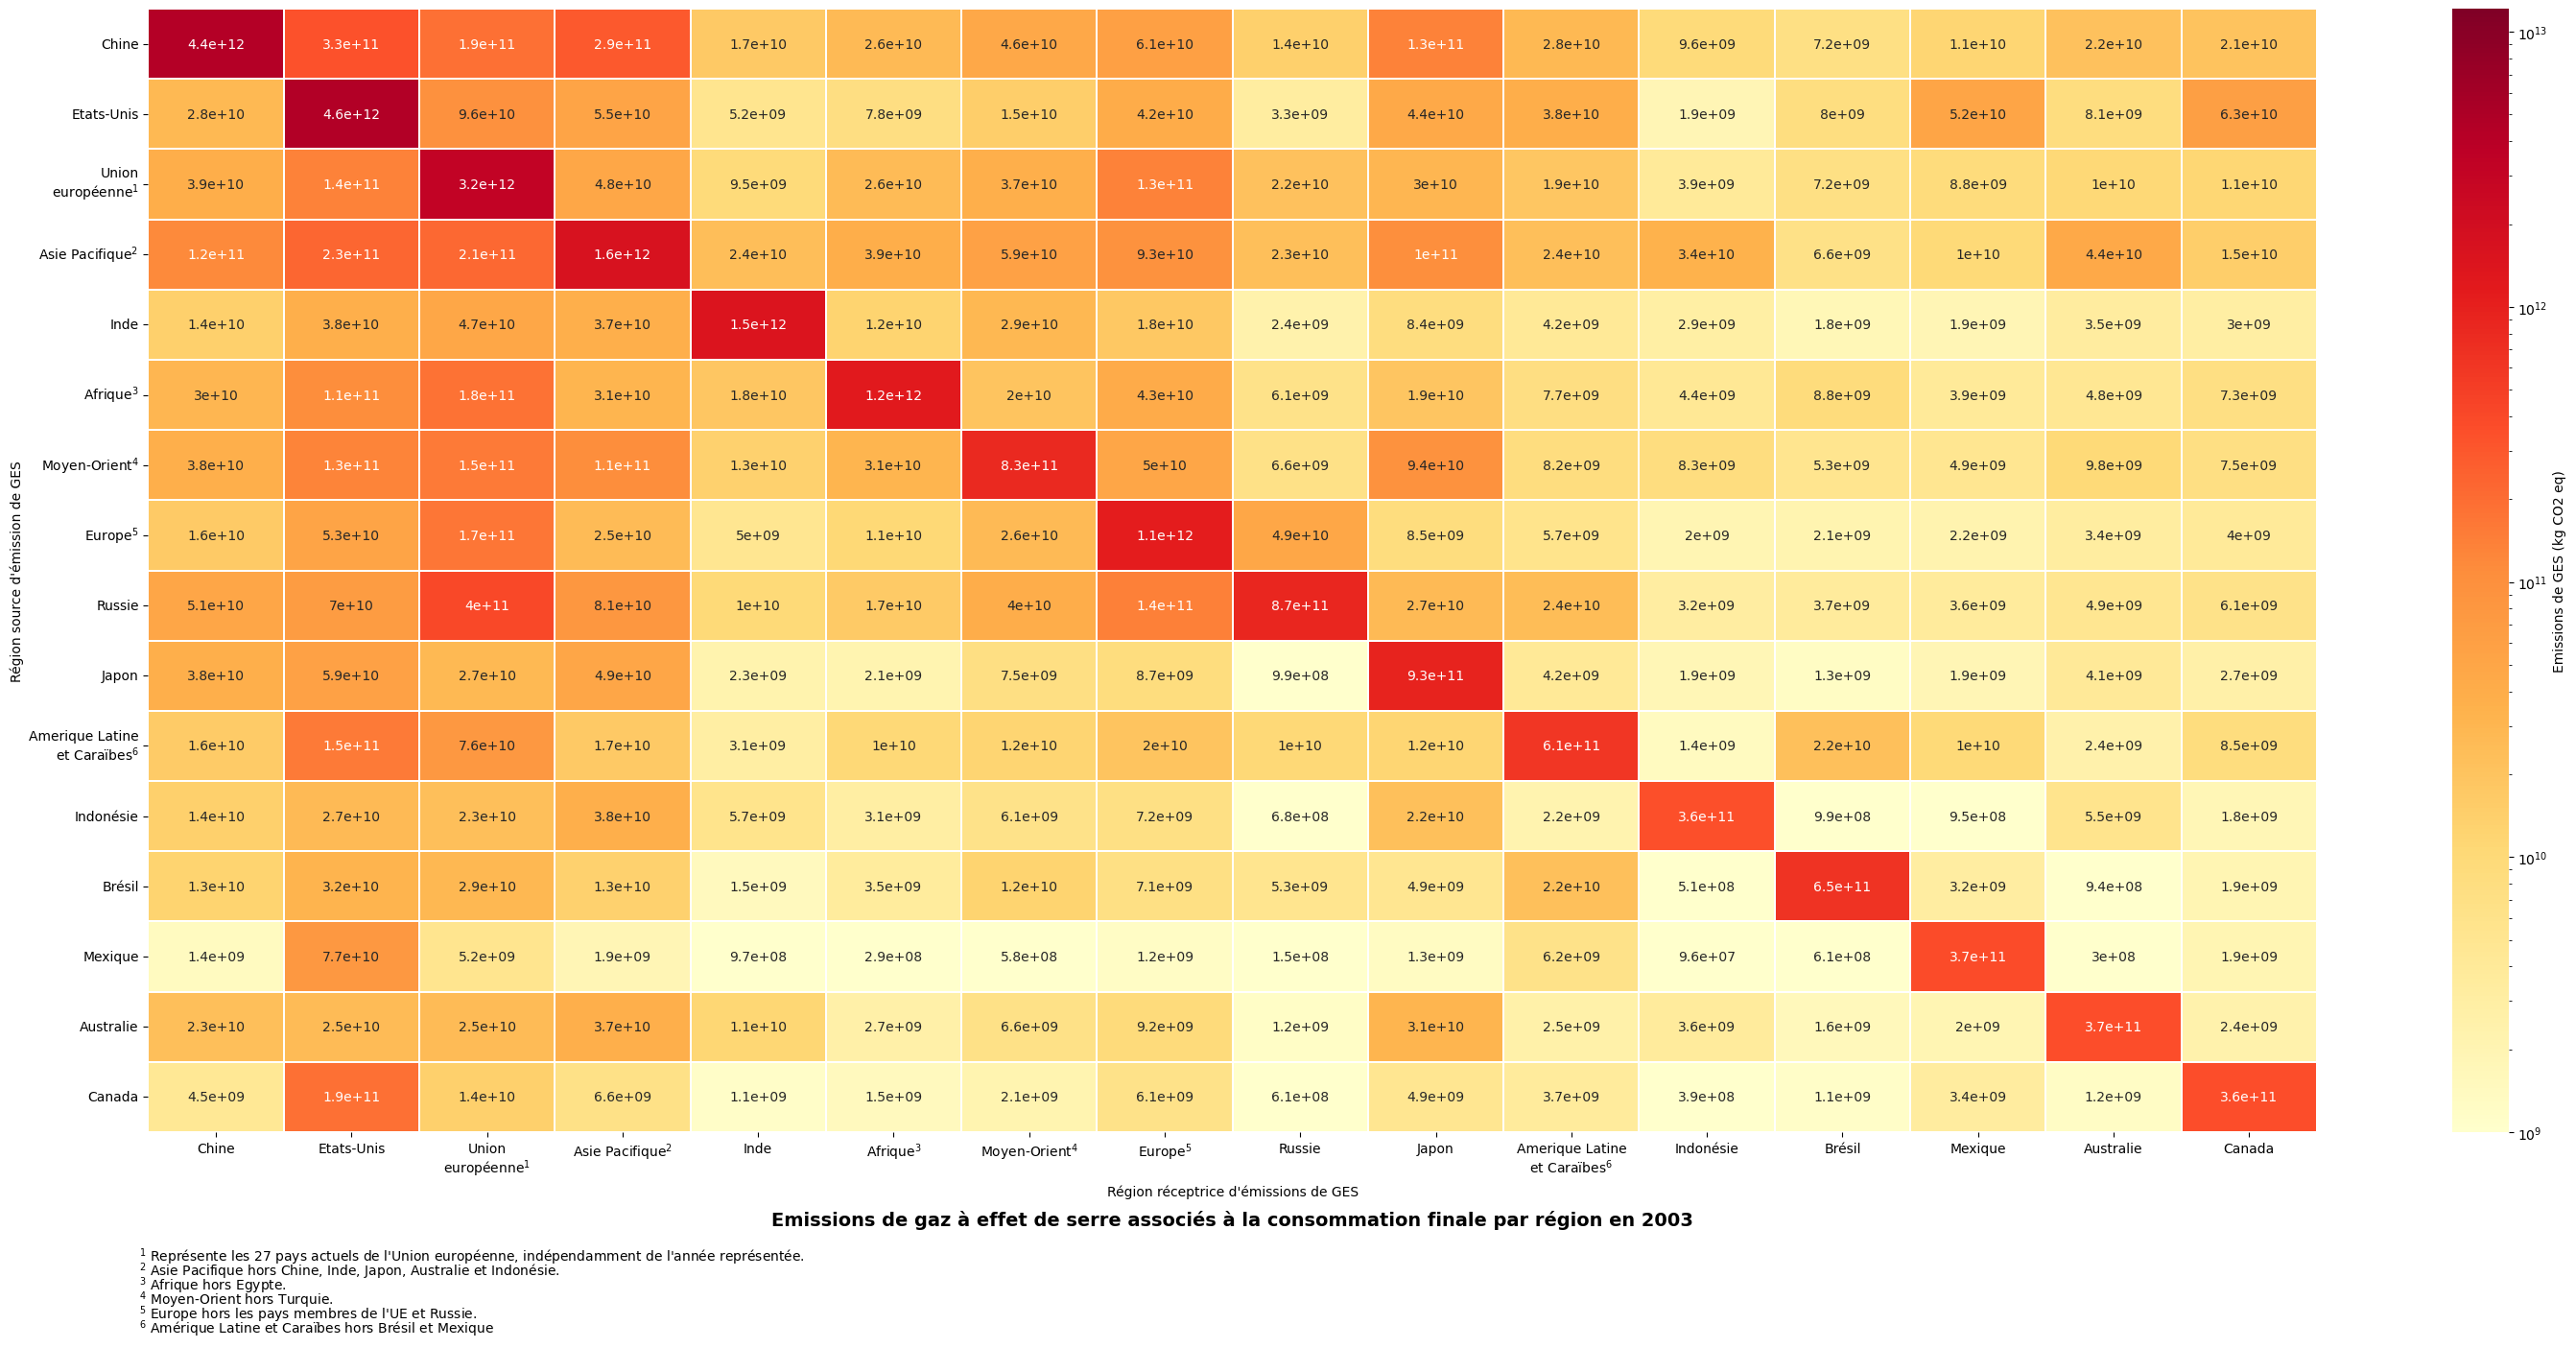 Chine 4.4e+12 3.3e+11 1.9e+11 2.9e+11 1.7e+10 2.6e+10 4.6e+10 6.1e+10 1.4e+10 1.3e+11 2.8e+10 9.6e+09 7.2e+09 1.1e+10 2.2e+10 2.1e+10
Etats-Unis 2.8e+10 4.6e+12 9.6e+10 5.5e+10 5.2e+09 7.8e+09 1.5e+10 4.2e+10 3.3e+09 4.4e+10 3.8e+10 1.9e+09 8e+09 5.2e+10 8.1e+09 6.3e+10
Union
européenne¹ 3.9e+10 1.4e+11 3.2e+12 4.8e+10 9.5e+09 2.6e+10 3.7e+10 1.3e+11 2.2e+10 3e+10 1.9e+10 3.9e+09 7.2e+09 8.8e+09 1e+10 1.1e+10
Asie Pacifique² 1.2e+11 2.3e+11 2.1e+11 1.6e+12 2.4e+10 3.9e+10 5.9e+10 9.3e+10 2.3e+10 1e+11 2.4e+10 3.4e+10 6.6e+09 1e+10 4.4e+10 1.5e+10
Inde 1.4e+10 3.8e+10 4.7e+10 3.7e+10 1.5e+12 1.2e+10 2.9e+10 1.8e+10 2.4e+09 8.4e+09 4.2e+09 2.9e+09 1.8e+09 1.9e+09 3.5e+09 3e+09
Afrique³ 3e+10 1.1e+11 1.8e+11 3.1e+10 1.8e+10 1.2e+12 2e+10 4.3e+10 6.1e+09 1.9e+10 7.7e+09 4.4e+09 8.8e+09 3.9e+09 4.8e+09 7.3e+09
Moyen-Orient⁴ 3.8e+10 1.3e+11 1.5e+11 1.1e+11 1.3e+10 3.1e+10 8.3e+11 5e+10 6.6e+09 9.4e+10 8.2e+09 8.3e+09 5.3e+09 4.9e+09 9.8e+09 7.5e+09
Europe⁵ 1.6e+10 5.3e+10 1.7e+11 2.5e+10 5e+09 1.1e+10 2.6e+10 1.1e+12 4.9e+10 8.5e+09 5.7e+09 2e+09 2.1e+09 2.2e+09 3.4e+09 4e+09
Russie 5.1e+10 7e+10 4e+11 8.1e+10 1e+10 1.7e+10 4e+10 1.4e+11 8.7e+11 2.7e+10 2.4e+10 3.2e+09 3.7e+09 3.6e+09 4.9e+09 6.1e+09
Japon 3.8e+10 5.9e+10 2.7e+10 4.9e+10 2.3e+09 2.1e+09 7.5e+09 8.7e+09 9.9e+08 9.3e+11 4.2e+09 1.9e+09 1.3e+09 1.9e+09 4.1e+09 2.7e+09
Amerique Latine
et Caraïbes⁶ 1.6e+10 1.5e+11 7.6e+10 1.7e+10 3.1e+09 1e+10 1.2e+10 2e+10 1e+10 1.2e+10 6.1e+11 1.4e+09 2.2e+10 1e+10 2.4e+09 8.5e+09
Indonésie 1.4e+10 2.7e+10 2.3e+10 3.8e+10 5.7e+09 3.1e+09 6.1e+09 7.2e+09 6.8e+08 2.2e+10 2.2e+09 3.6e+11 9.9e+08 9.5e+08 5.5e+09 1.8e+09
Brésil 1.3e+10 3.2e+10 2.9e+10 1.3e+10 1.5e+09 3.5e+09 1.2e+10 7.1e+09 5.3e+09 4.9e+09 2.2e+10 5.1e+08 6.5e+11 3.2e+09 9.4e+08 1.9e+09
Mexique 1.4e+09 7.7e+10 5.2e+09 1.9e+09 9.7e+08 2.9e+08 5.8e+08 1.2e+09 1.5e+08 1.3e+09 6.2e+09 9.6e+07 6.1e+08 3.7e+11 3e+08 1.9e+09
Australie 2.3e+10 2.5e+10 2.5e+10 3.7e+10 1.1e+10 2.7e+09 6.6e+09 9.2e+09 1.2e+09 3.1e+10 2.5e+09 3.6e+09 1.6e+09 2e+09 3.7e+11 2.4e+09
Canada 4.5e+09 1.9e+11 1.4e+10 6.6e+09 1.1e+09 1.5e+09 2.1e+09 6.1e+09 6.1e+08 4.9e+09 3.7e+09 3.9e+08 1.1e+09 3.4e+09 1.2e+09 3.6e+11
Région source d'émission de GES
Chine Etats-Unis Union Asie Pacifique² Inde Afrique³ Moyen-Orient⁴ Europe⁵ Russie Japon Amerique Latine Indonésie Brésil Mexique Australie Canada
européenne¹ et Caraïbes⁶
Région réceptrice d'émissions de GES
10¹³
10¹²
10¹¹
10¹⁰
10⁹
Emissions de GES (kg CO2 eq)
Emissions de gaz à effet de serre associés à la consommation finale par région en 2003
¹ Représente les 27 pays actuels de l'Union européenne, indépendamment de l'année représentée.
² Asie Pacifique hors Chine, Inde, Japon, Australie et Indonésie.
³ Afrique hors Egypte.
⁴ Moyen-Orient hors Turquie.
⁵ Europe hors les pays membres de l'UE et Russie.
⁶ Amérique Latine et Caraïbes hors Brésil et Mexique